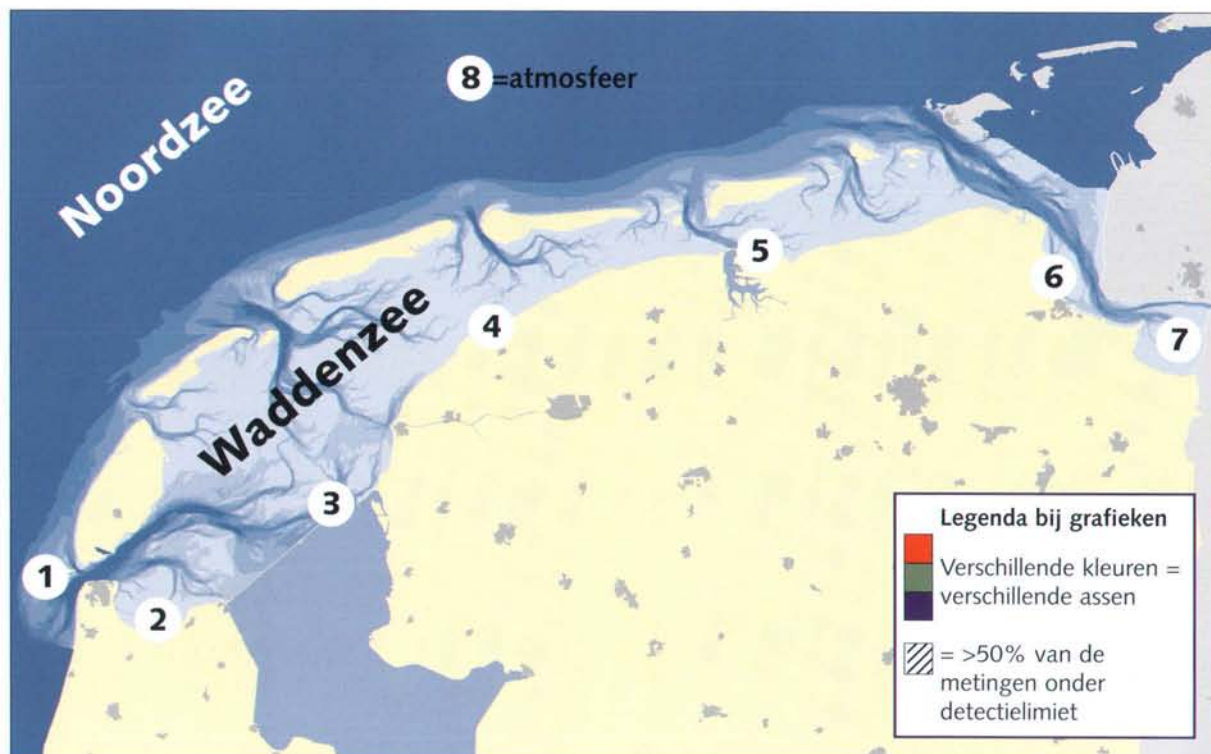 8 =atmosfeer
Noordzee
5
6
4
Waddenzee
7
3
1
2
Legenda bij grafieken
Verschillende kleuren =
verschillende assen
= >50% van de
metingen onder
detectielimiet